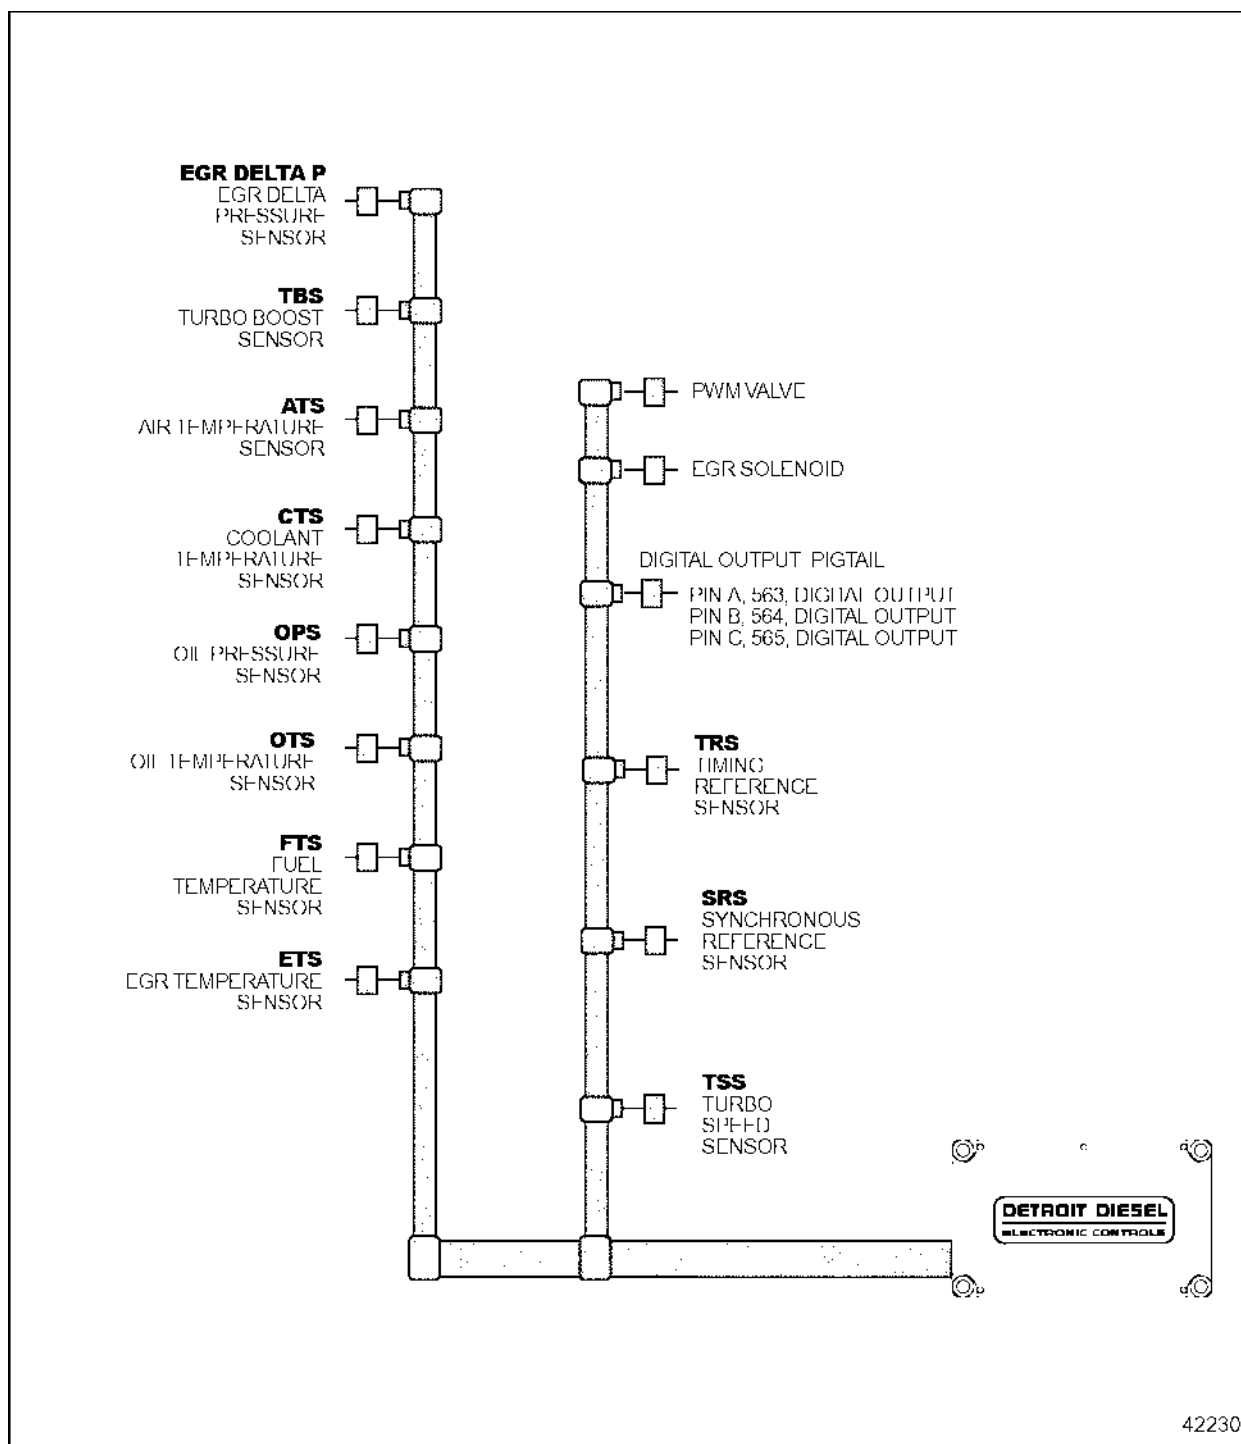 EGR DELTA P
EGR DELTA
PRESSURE
SENSOR
TBS
TURBO BOOST
SENSOR
ATS
AIR TEMPERATURE
SENSOR
CTS
COOLANT
TEMPERATURE
SENSOR
OPS
OIL PRESSURE
SENSOR
OTS
OIL TEMPERATURE
SENSOR
FTS
FUEL
TEMPERATURE
SENSOR
ETS
EGR TEMPERATURE
SENSOR
PWM VALVE
EGR SOLENOID
DIGITAL OUTPUT PIGTAIL
PIN A, 563, DIGITAL OUTPUT
PIN B, 564, DIGITAL OUTPUT
PIN C, 565, DIGITAL OUTPUT
TRS
TIMING
REFERENCE
SENSOR
SRS
SYNCHRONOUS
REFERENCE
SENSOR
TSS
TURBO
SPEED
SENSOR
DETROIT DIESEL
ELECTRONIC CONTROLS
42230